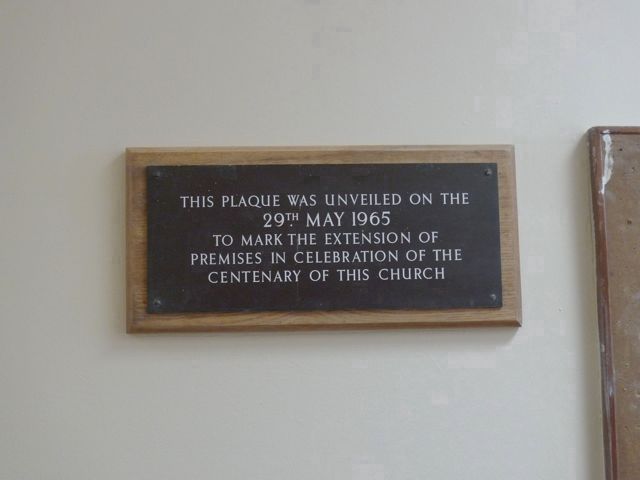 THIS PLAQUE WAS UNVEILED ON THE
29TH MAY 1965
TO MARK THE EXTENSION OF
PREMISES IN CELEBRATION OF THE
CENTENARY OF THIS CHURCH